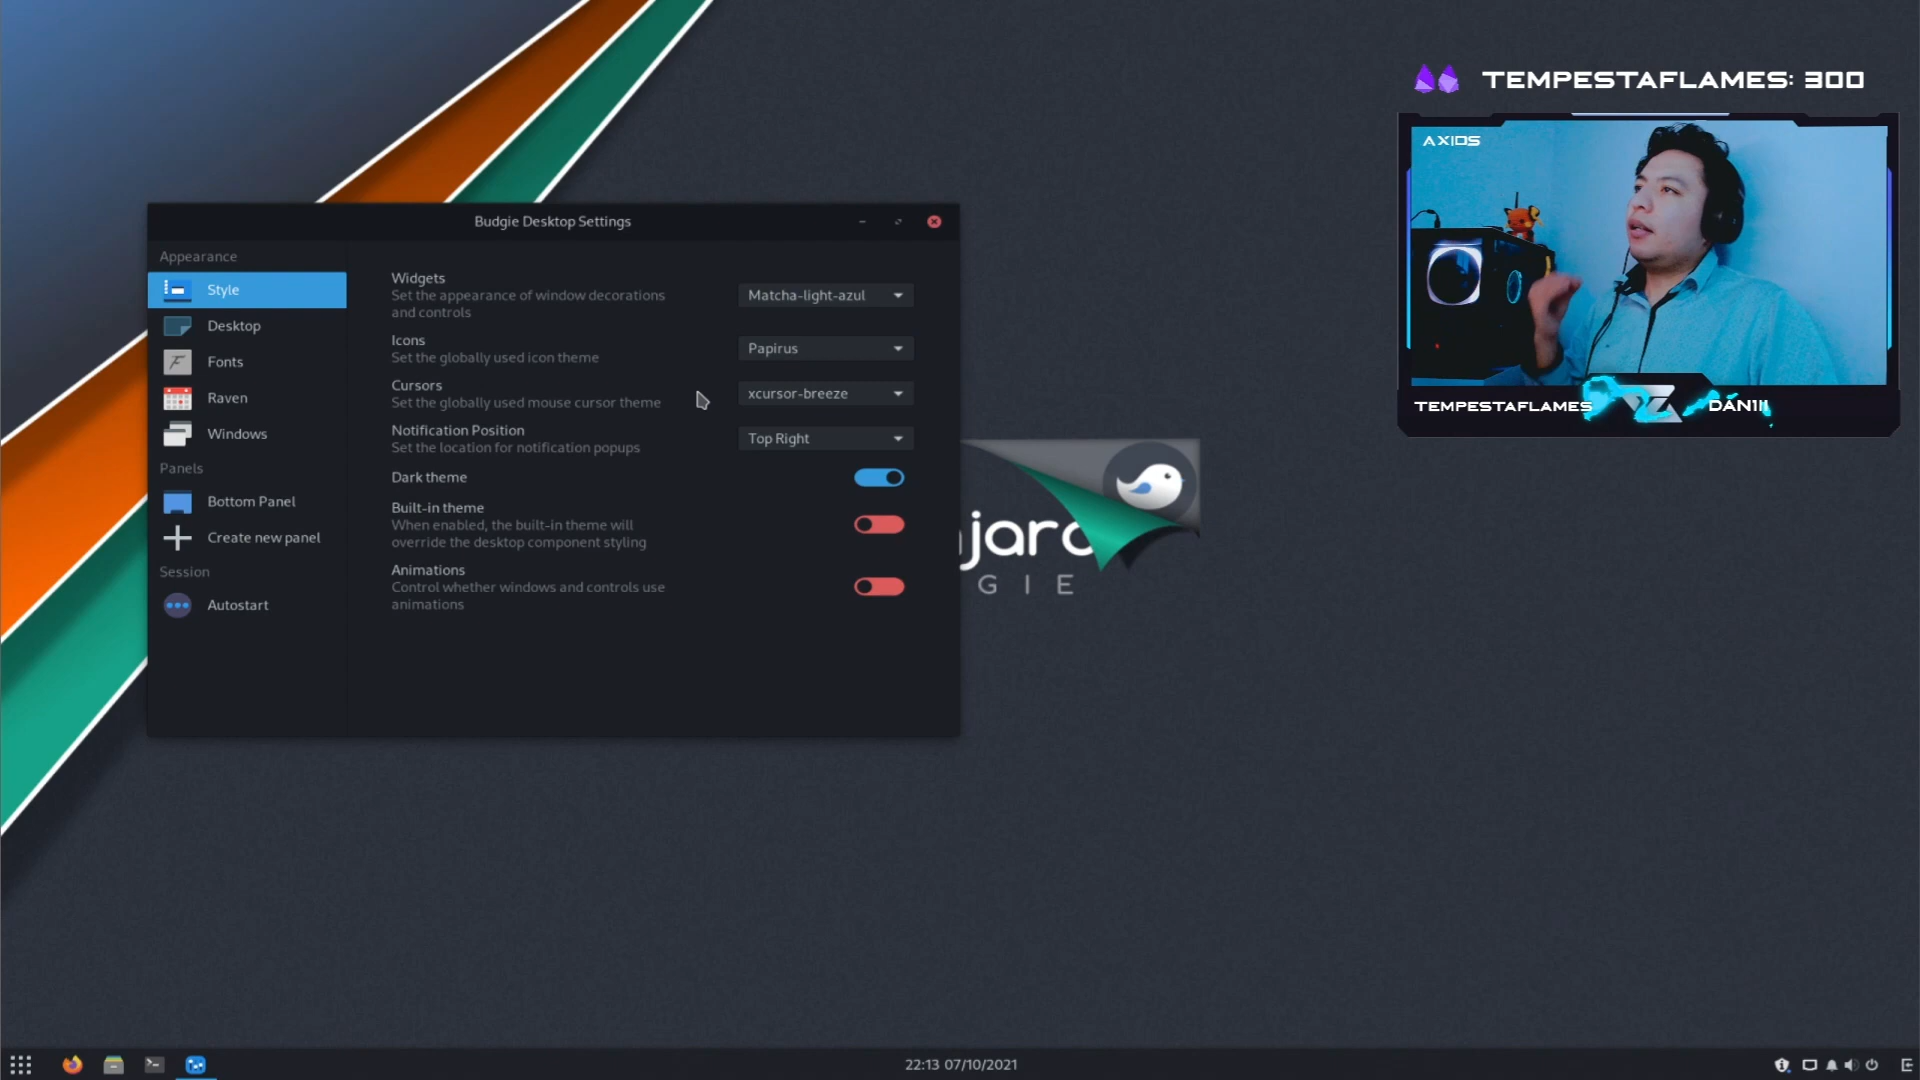 TEMPESTAFLAMES: 300
AXIOS
TEMPESTAFLAMES
DAN1II
Budgie Desktop Settings
Appearance
Style
Desktop
Fonts
Raven
Windows
Panels
Bottom Panel
Create new panel
Session
Autostart
Widgets
Set the appearance of window decorations
and controls
Matcha-light-azul
Icons
Set the globally used icon theme
Papirus
Cursors
Set the globally used mouse cursor theme
xcursor-breeze
Notification Position
Set the location for notification popups
Top Right
Dark theme
Built-in theme
When enabled, the built-in theme will
override the desktop component styling
Animations
Control whether windows and controls use
animations
jaro
GIE
22:13 07/10/2021